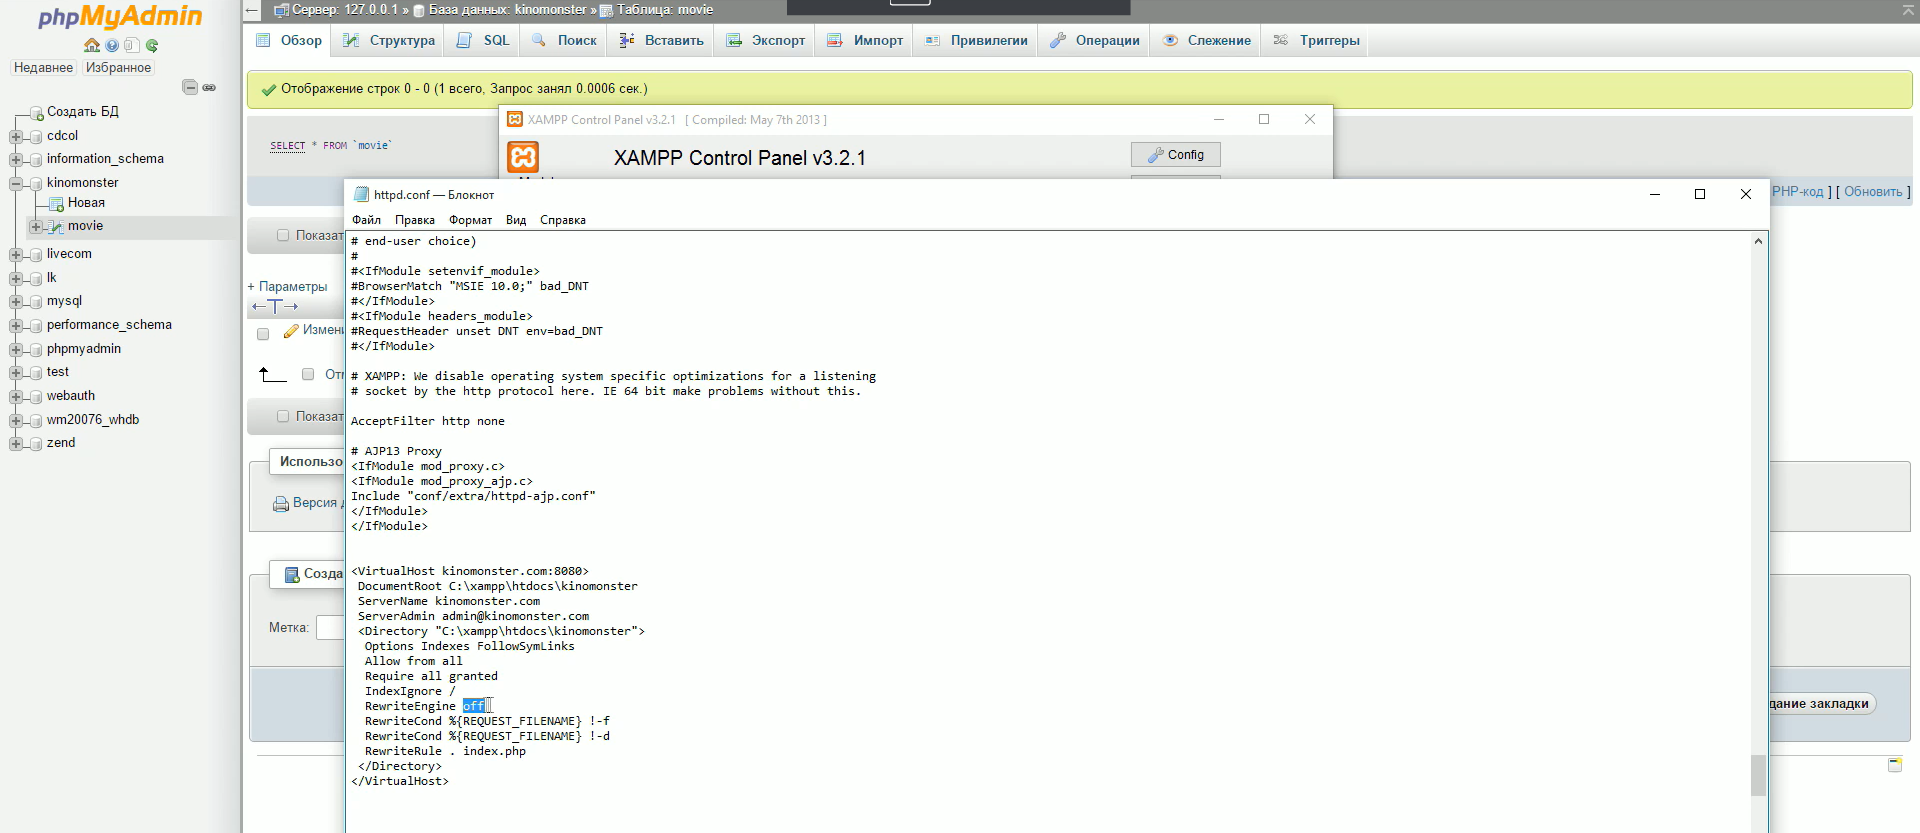 phpMyAdmin
Недавнее Избранное
Создать БД
cdcol
information_schema
kinomonster
Новая
movie
livecom
lk
mysql
performance_schema
phpmyadmin
test
webauth
wm20076_whdb
zend
Сервер: 127.0.0.1 » База данных: kinomonster » Таблица: movie
Обзор Структура SQL Поиск Вставить Экспорт Импорт Привилегии Операции Слежение Триггеры
Отображение строк 0 - 0 (1 всего, Запрос занял 0.0006 сек.)
SELECT * FROM `movie`
PHP-код ] [ Обновить ]
+ Параметры
←T→
Версия
Метка:
XAMPP Control Panel v3.2.1 [ Compiled: May 7th 2013 ]
XAMPP Control Panel v3.2.1
Config
httpd.conf — Блокнот
Файл Правка Формат Вид Справка
# end-user choice)
#
#<IfModule setenvif_module>
#BrowserMatch "MSIE 10.0;" bad_DNT
#</IfModule>
#<IfModule headers_module>
#RequestHeader unset DNT env=bad_DNT
#</IfModule>
# XAMPP: We disable operating system specific optimizations for a listening
# socket by the http protocol here. IE 64 bit make problems without this.
AcceptFilter http none
# AJP13 Proxy
<IfModule mod_proxy.c>
<IfModule mod_proxy_ajp.c>
Include "conf/extra/httpd-ajp.conf"
</IfModule>
</IfModule>
<VirtualHost kinomonster.com:8080>
DocumentRoot C:\xampp\htdocs\kinomonster
ServerName kinomonster.com
ServerAdmin admin@kinomonster.com
<Directory "C:\xampp\htdocs\kinomonster">
Options Indexes FollowSymLinks
Allow from all
Require all granted
IndexIgnore /
RewriteEngine off
RewriteCond %{REQUEST_FILENAME} !-f
RewriteCond %{REQUEST_FILENAME} !-d
RewriteRule . index.php
</Directory>
</VirtualHost>
закладки